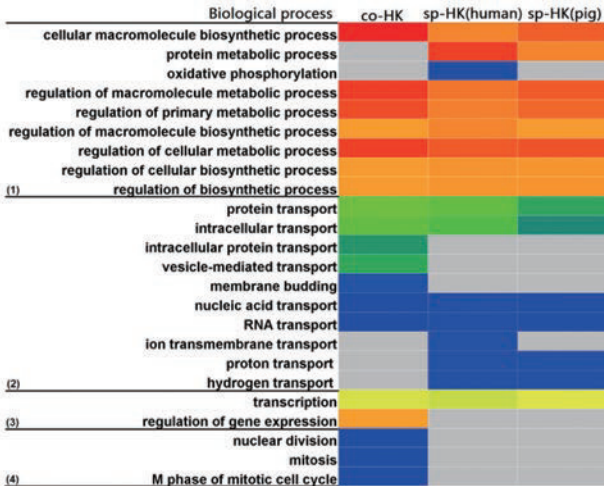 Biological process co-HK sp-HK(human) sp-HK(pig)
cellular macromolecule biosynthetic process
protein metabolic process
oxidative phosphorylation
regulation of macromolecule metabolic process
regulation of primary metabolic process
regulation of macromolecule biosynthetic process
regulation of cellular metabolic process
regulation of cellular biosynthetic process
(1) regulation of biosynthetic process
protein transport
intracellular transport
intracellular protein transport
vesicle-mediated transport
membrane budding
nucleic acid transport
RNA transport
ion transmembrane transport
proton transport
(2) hydrogen transport
transcription
(3) regulation of gene expression
nuclear division
mitosis
(4) M phase of mitotic cell cycle